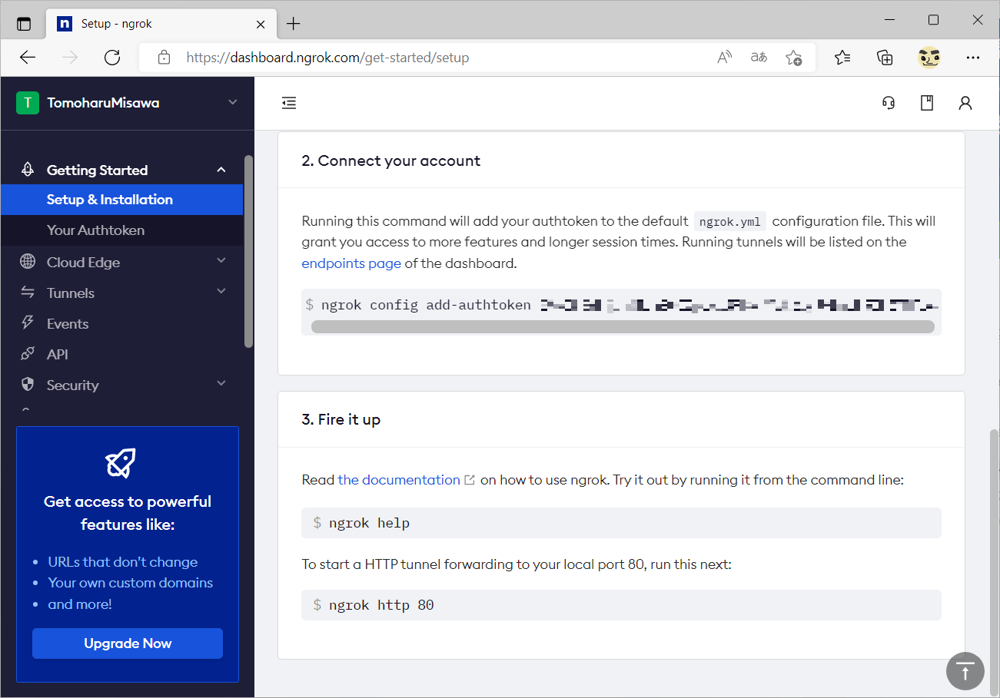 Setup - ngrok
https://dashboard.ngrok.com/get-started/setup
T TomoharuMisawa
Getting Started
Setup & Installation
Your Authtoken
Cloud Edge
Tunnels
Events
API
Security
Get access to powerful
features like:
• URLs that don't change
• Your own custom domains
• and more!
Upgrade Now
2. Connect your account
Running this command will add your authtoken to the default ngrok.yml configuration file. This will
grant you access to more features and longer session times. Running tunnels will be listed on the
endpoints page of the dashboard.
$ ngrok config add-authtoken
3. Fire it up
Read the documentation on how to use ngrok. Try it out by running it from the command line:
$ ngrok help
To start a HTTP tunnel forwarding to your local port 80, run this next:
$ ngrok http 80